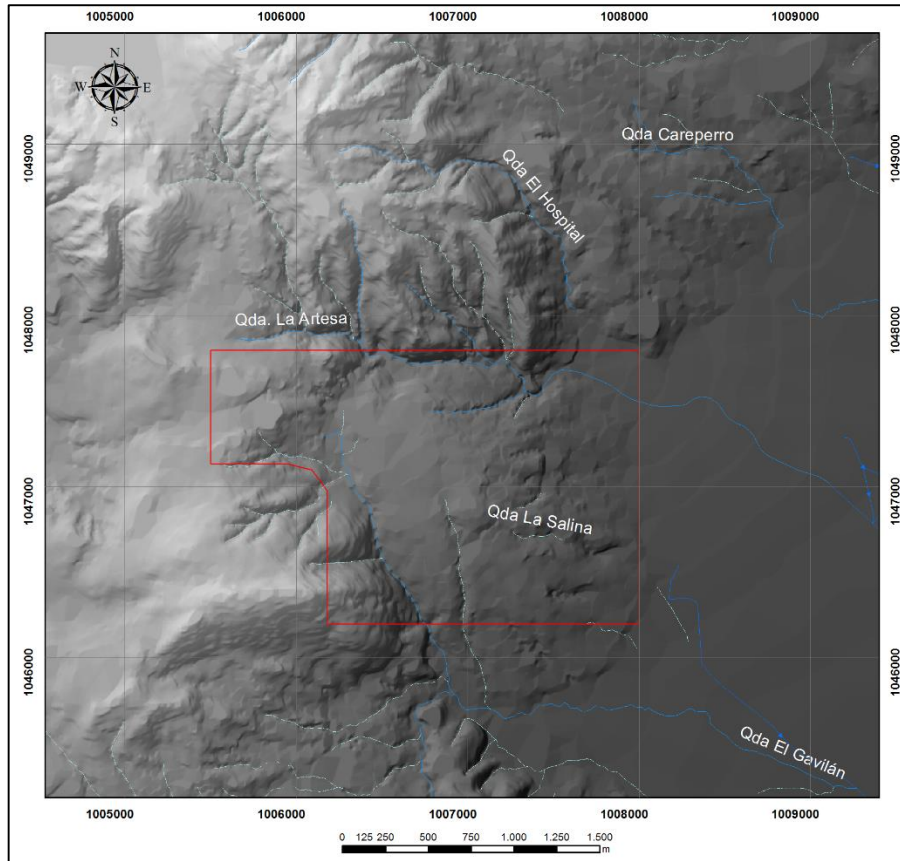 1005000 1006000 1007000 1008000 1009000
N
W E
S
1049000
1049000
Qda Careperro
Qda El Hospital
Qda. La Artesa
1048000
1048000
1047000
1047000
Qda La Salina
1046000
1046000
Qda El Gavilán
1005000 1006000 1007000 1008000 1009000
0 125 250 500 750 1.000 1.250 1.500
m